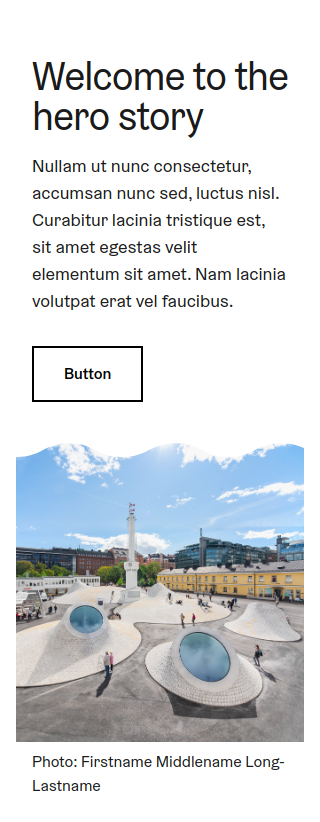 Welcome to the
hero story
Nullam ut nunc consectetur,
accumsan nunc sed, luctus nisl.
Curabitur lacinia tristique est,
sit amet egestas velit
elementum sit amet. Nam lacinia
volutpat erat vel faucibus.
Button
Photo: Firstname Middlename Long-
Lastname